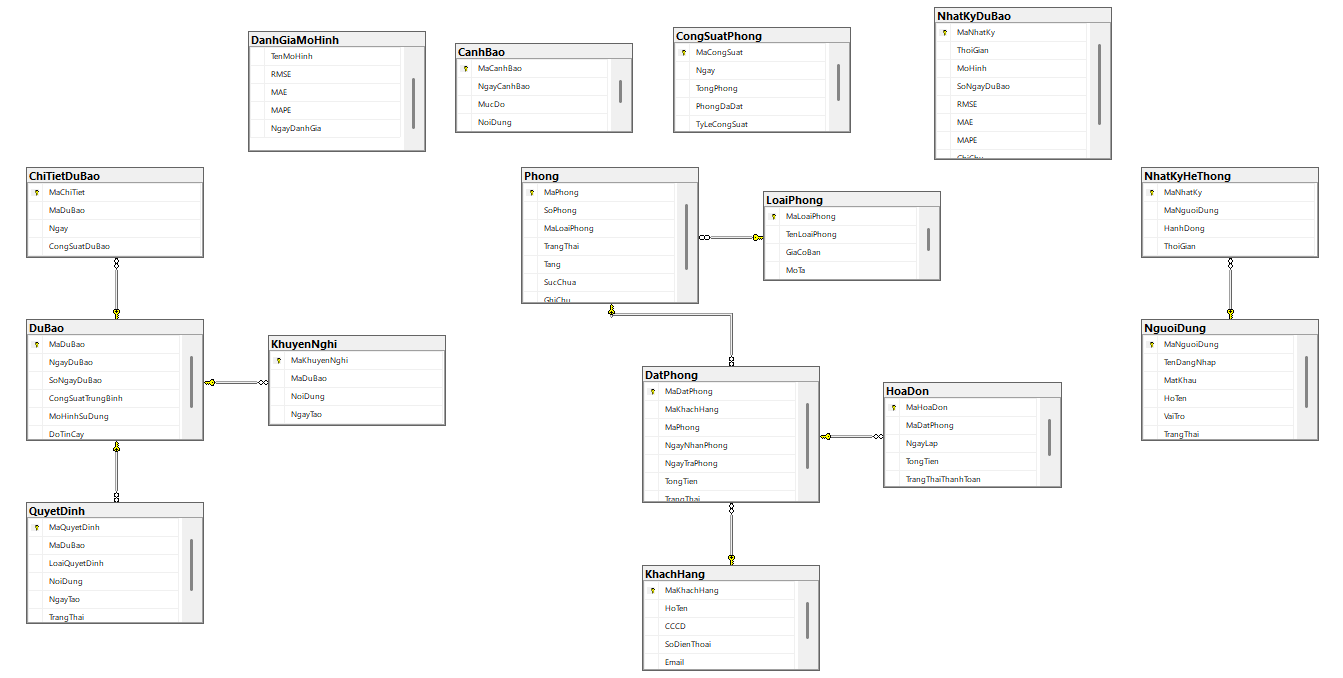 DanhGiaMoHinh
TenMoHinh
RMSE
MAE
MAPE
NgayDanhGia
CanhBao
MaCanhBao
NgayCanhBao
MucDo
NoiDung
CongSuatPhong
MaCongSuat
Ngay
TongPhong
PhongDaDat
TyLeCongSuat
NhatKyDuBao
MaNhatKy
ThoiGian
MoHinh
SoNgayDuBao
RMSE
MAE
MAPE
GhiChu
ChiTietDuBao
MaChiTiet
MaDuBao
Ngay
CongSuatDuBao
Phong
MaPhong
SoPhong
MaLoaiPhong
TrangThai
Tang
SucChua
GhiChu
LoaiPhong
MaLoaiPhong
TenLoaiPhong
GiaCoBan
MoTa
NhatKyHeThong
MaNhatKy
MaNguoiDung
HanhDong
ThoiGian
DuBao
MaDuBao
NgayDuBao
SoNgayDuBao
CongSuatTrungBinh
MoHinhSuDung
DoTinCay
KhuyenNghi
MaKhuyenNghi
MaDuBao
NoiDung
NgayTao
NguoiDung
MaNguoiDung
TenDangNhap
MatKhau
HoTen
VaiTro
TrangThai
DatPhong
MaDatPhong
MaKhachHang
MaPhong
NgayNhanPhong
NgayTraPhong
TongTien
TrangThai
HoaDon
MaHoaDon
MaDatPhong
NgayLap
TongTien
TrangThaiThanhToan
QuyetDinh
MaQuyetDinh
MaDuBao
LoaiQuyetDinh
NoiDung
NgayTao
TrangThai
KhachHang
MaKhachHang
HoTen
CCCD
SoDienThoai
Email